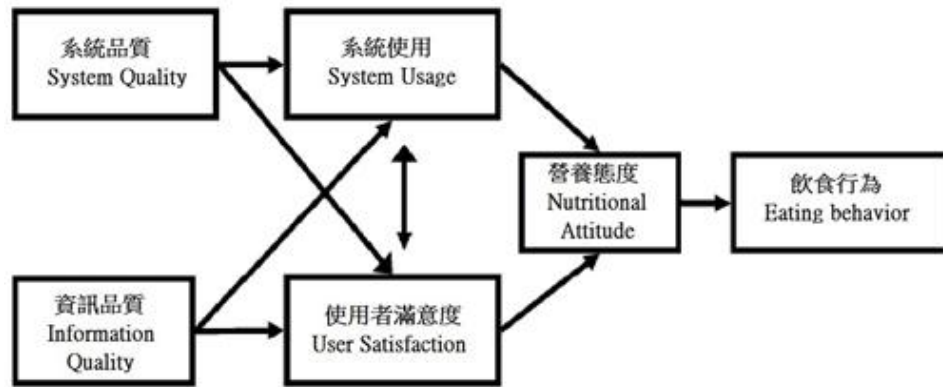 系統品質
System Quality
系統使用
System Usage
營養態度
Nutritional
Attitude
飲食行為
Eating behavior
資訊品質
Information
Quality
使用者滿意度
User Satisfaction